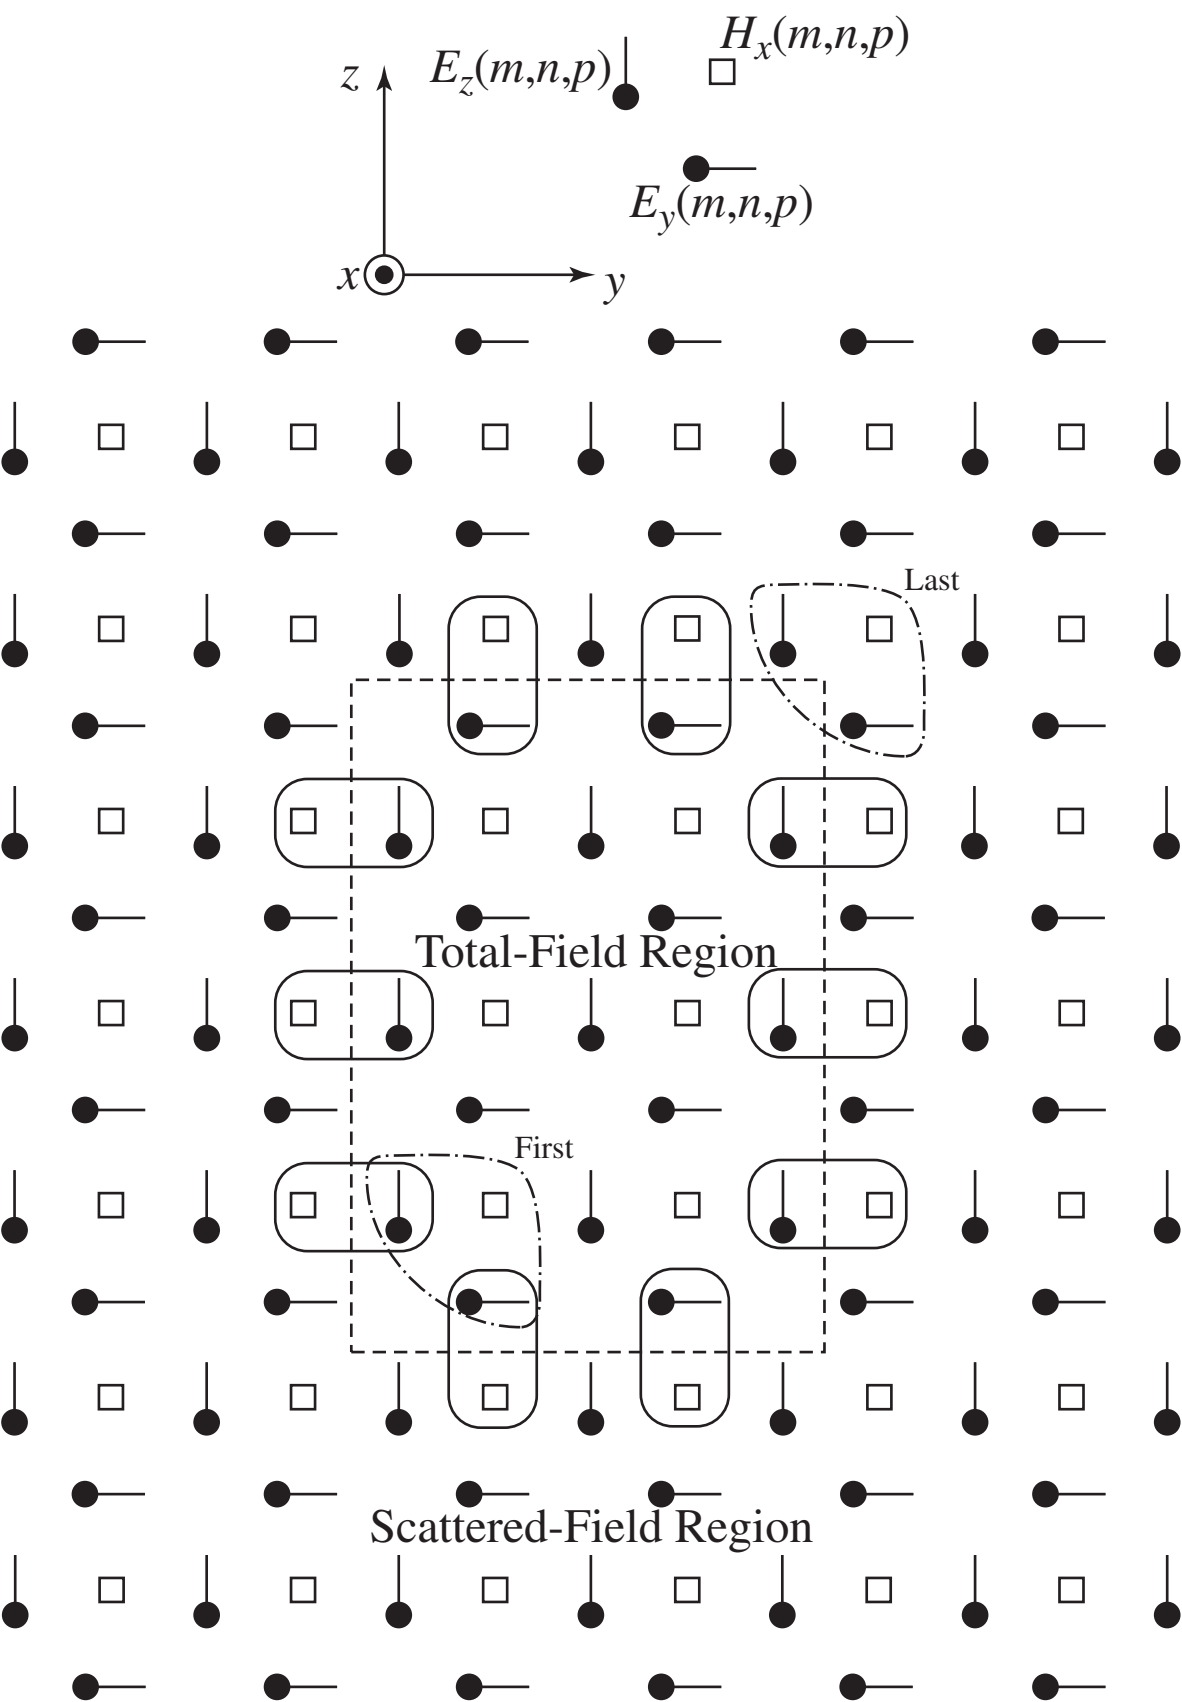 H_x(m,n,p)
E_z(m,n,p)
z
E_y(m,n,p)
x
y
Last
Total-Field Region
First
Scattered-Field Region